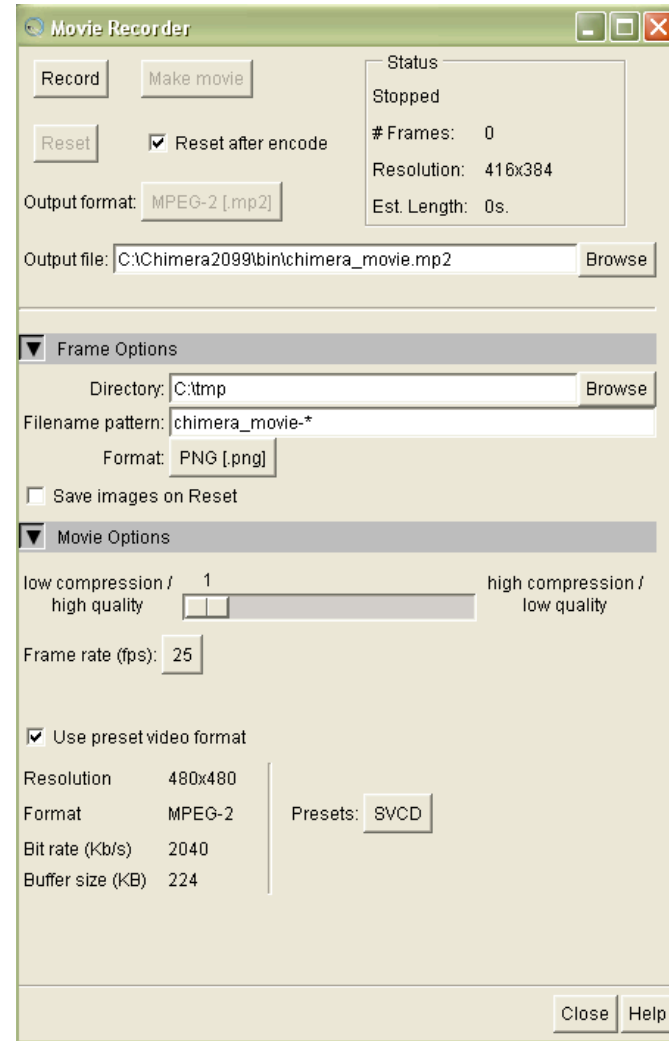 Movie Recorder
Record
Make movie
Reset
Reset after encode
Output format: MPEG-2 [.mp2]
Status
Stopped
# Frames: 0
Resolution: 416x384
Est. Length: 0s.
Output file: C:\Chimera2099\bin\chimera_movie.mp2 Browse
Frame Options
Directory: C:\tmp Browse
Filename pattern: chimera_movie-*
Format: PNG [.png]
Save images on Reset
Movie Options
low compression /
high quality
1
high compression /
low quality
Frame rate (fps): 25
Use preset video format
Resolution 480x480
Format MPEG-2
Bit rate (Kb/s) 2040
Buffer size (KB) 224
Presets: SVCD
Close Help